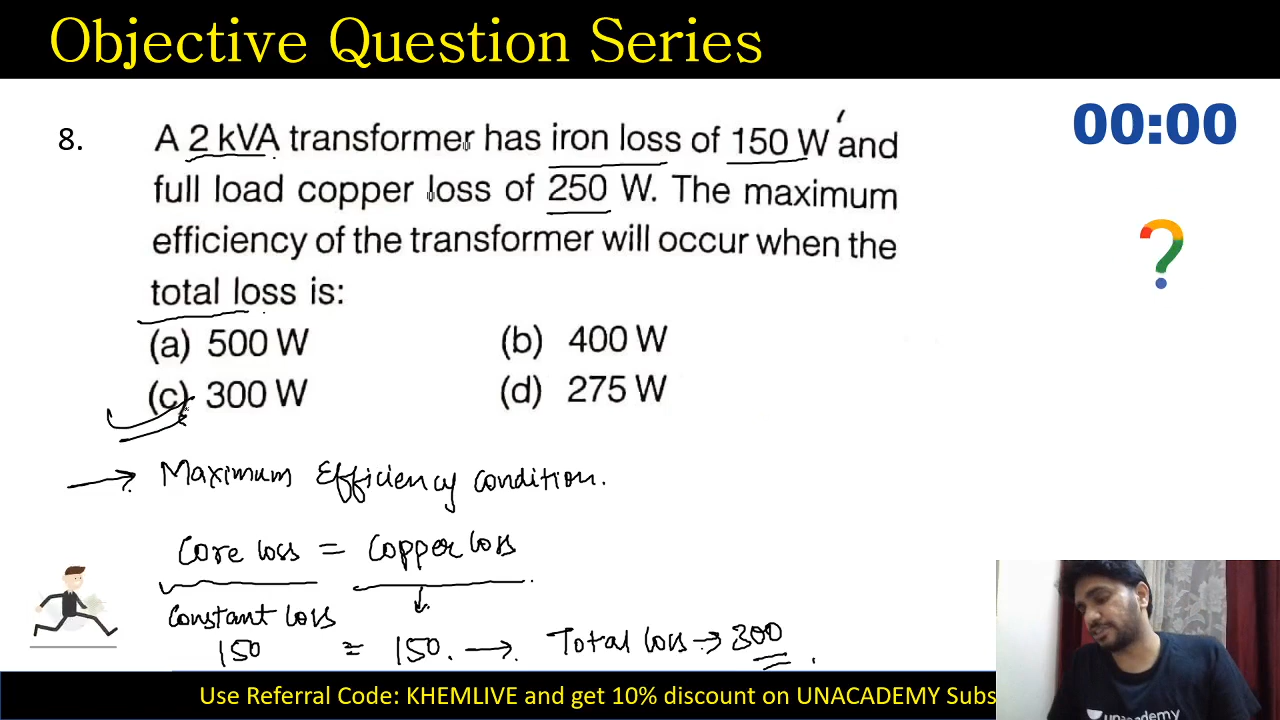 Objective Question Series
00:00
8.
A 2 kVA transformer has iron loss of 150 W and
full load copper loss of 250 W. The maximum
efficiency of the transformer will occur when the
total loss is:
(a) 500 W
(b) 400 W
(c) 300 W
(d) 275 W
?
→ Maximum Efficiency condition.
Core loss = Copper loss
Constant Loss
150 = 150. → Total loss → 300
Use Referral Code: KHEMLIVE and get 10% discount on UNACADEMY Subs
unacademy